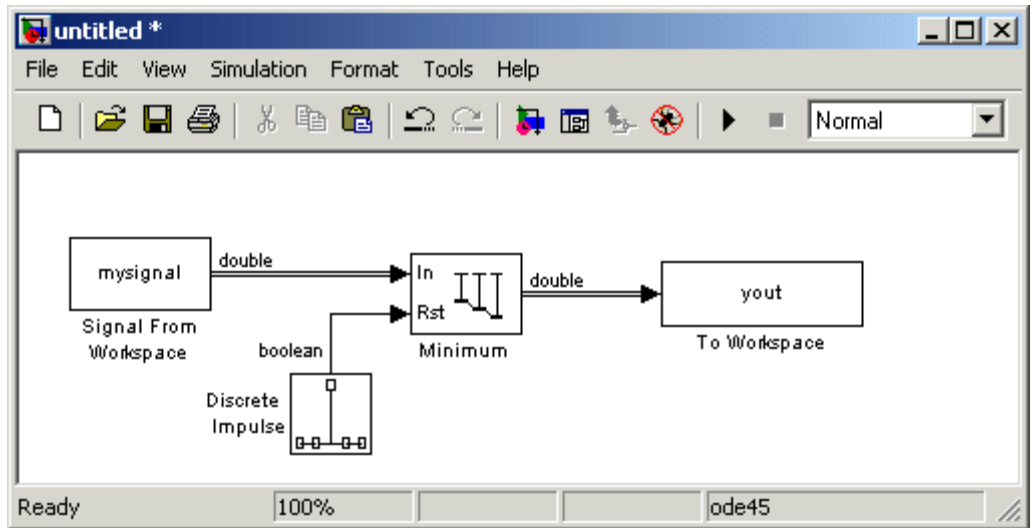 untitled *
File Edit View Simulation Format Tools Help
Normal
mysignal
Signal From
Workspace
double
In
Rst
Minimum
double
yout
To Workspace
boolean
Discrete
Impulse
Ready 100% ode45